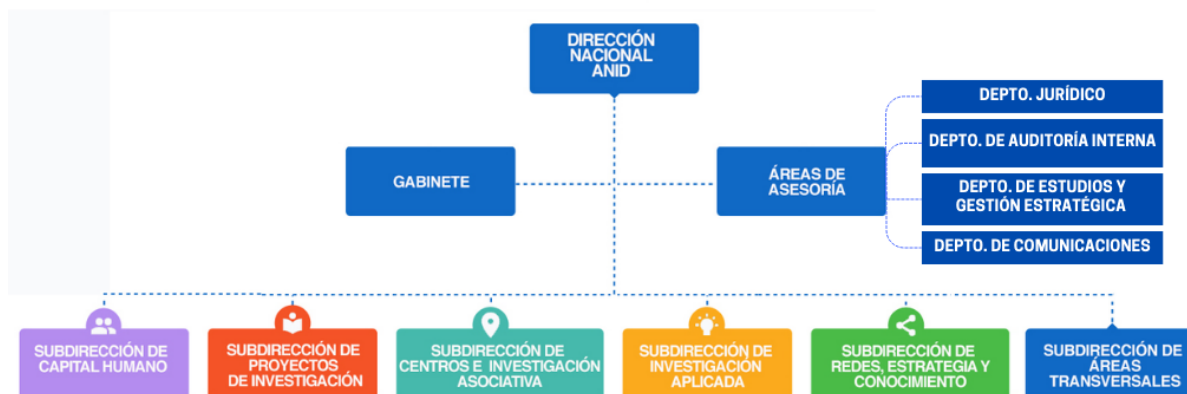 DIRECCIÓN
NACIONAL
ANID
DEPTO. JURÍDICO
DEPTO. DE AUDITORÍA INTERNA
GABINETE
ÁREAS DE
ASESORÍA
DEPTO. DE ESTUDIOS Y
GESTIÓN ESTRATÉGICA
DEPTO. DE COMUNICACIONES
SUBDIRECCIÓN DE
CAPITAL HUMANO
SUBDIRECCIÓN DE
PROYECTOS
DE INVESTIGACIÓN
SUBDIRECCIÓN DE
CENTROS E INVESTIGACIÓN
ASOCIATIVA
SUBDIRECCIÓN DE
INVESTIGACIÓN
APLICADA
SUBDIRECCIÓN DE
REDES, ESTRATEGIA Y
CONOCIMIENTO
SUBDIRECCIÓN DE
ÁREAS
TRANSVERSALES